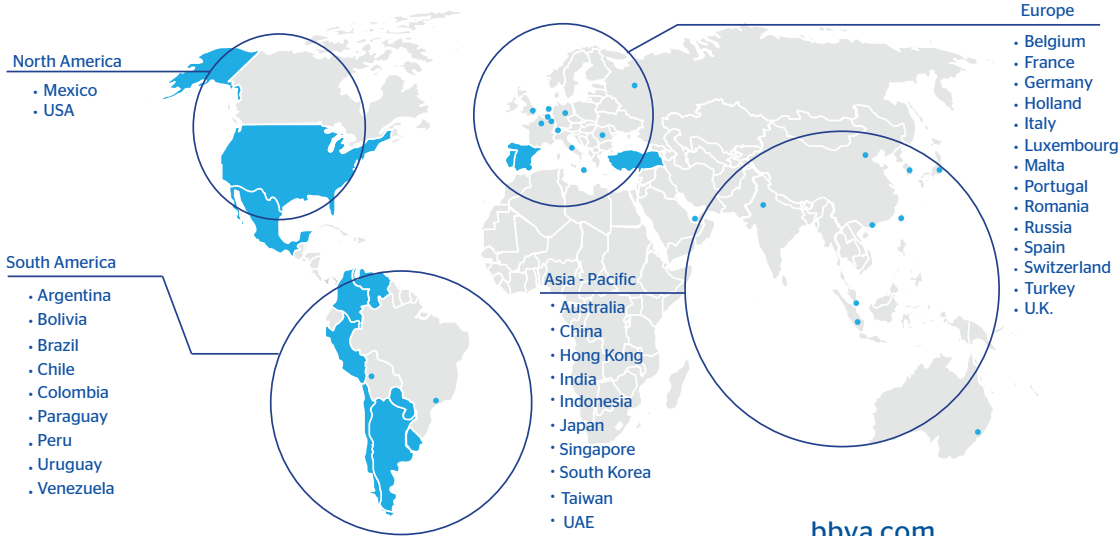 North America
• Mexico
• USA
South America
• Argentina
• Bolivia
• Brazil
• Chile
• Colombia
• Paraguay
• Peru
• Uruguay
• Venezuela
Asia - Pacific
• Australia
• China
• Hong Kong
• India
• Indonesia
• Japan
• Singapore
• South Korea
• Taiwan
• UAE
Europe
• Belgium
• France
• Germany
• Holland
• Italy
• Luxembourg
• Malta
• Portugal
• Romania
• Russia
• Spain
• Switzerland
• Turkey
• U.K.
bbva.com